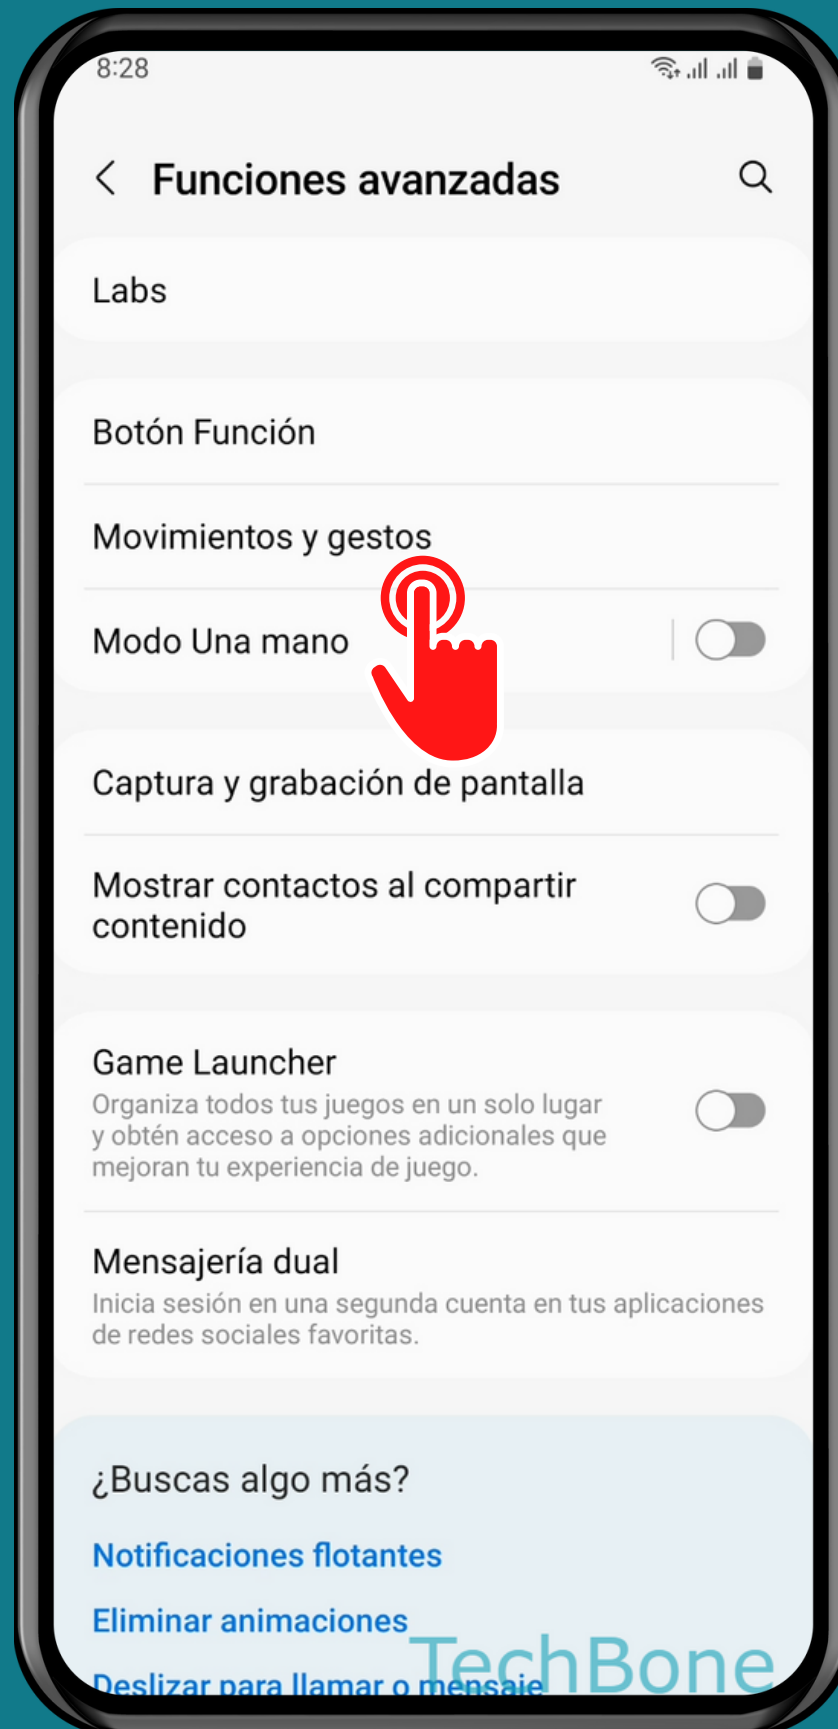 8:28
Funciones avanzadas
Labs
Botón Función
Movimientos y gestos
Modo Una mano
Captura y grabación de pantalla
Mostrar contactos al compartir
contenido
Game Launcher
Organiza todos tus juegos en un solo lugar
y obtén acceso a opciones adicionales que
mejoran tu experiencia de juego.
Mensajería dual
Inicia sesión en una segunda cuenta en tus aplicaciones
de redes sociales favoritas.
¿Buscas algo más?
Notificaciones flotantes
Eliminar animaciones
Deslizar para llamar o mensaje
TechBone